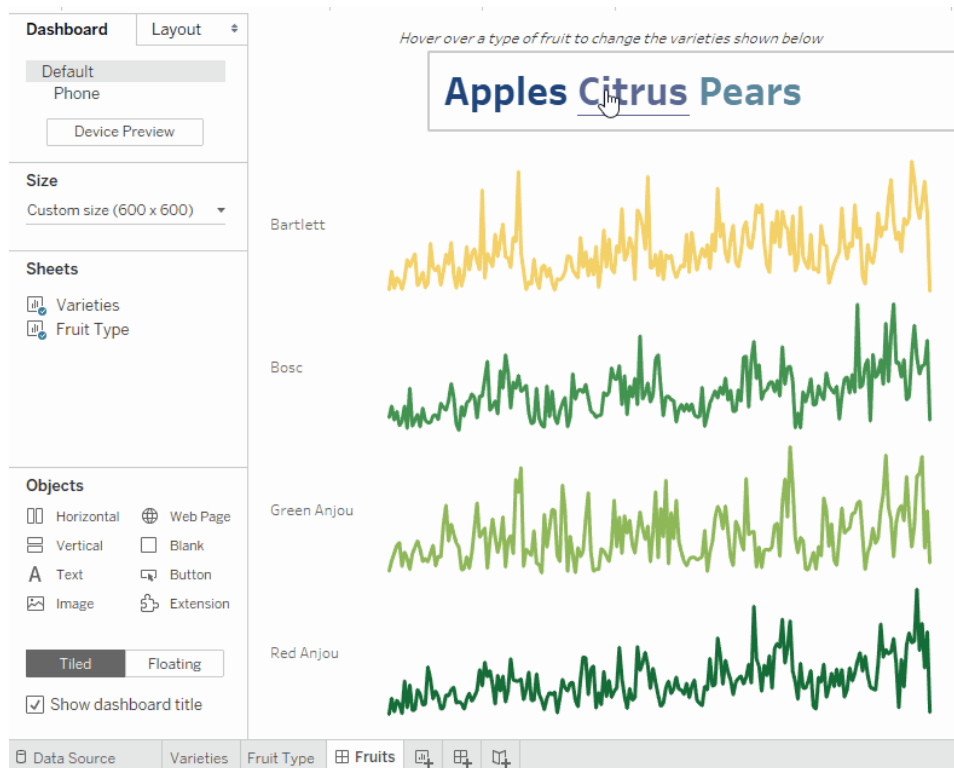 Dashboard Layout
Default
Phone
Device Preview
Size
Custom size (600 x 600)
Sheets
Varieties
Fruit Type
Objects
Horizontal Web Page
Vertical Blank
A Text Button
Image Extension
Tiled Floating
Show dashboard title
Hover over a type of fruit to change the varieties shown below
Apples Citrus Pears
Bartlett
Bosc
Green Anjou
Red Anjou
Data Source Varieties Fruit Type Fruits